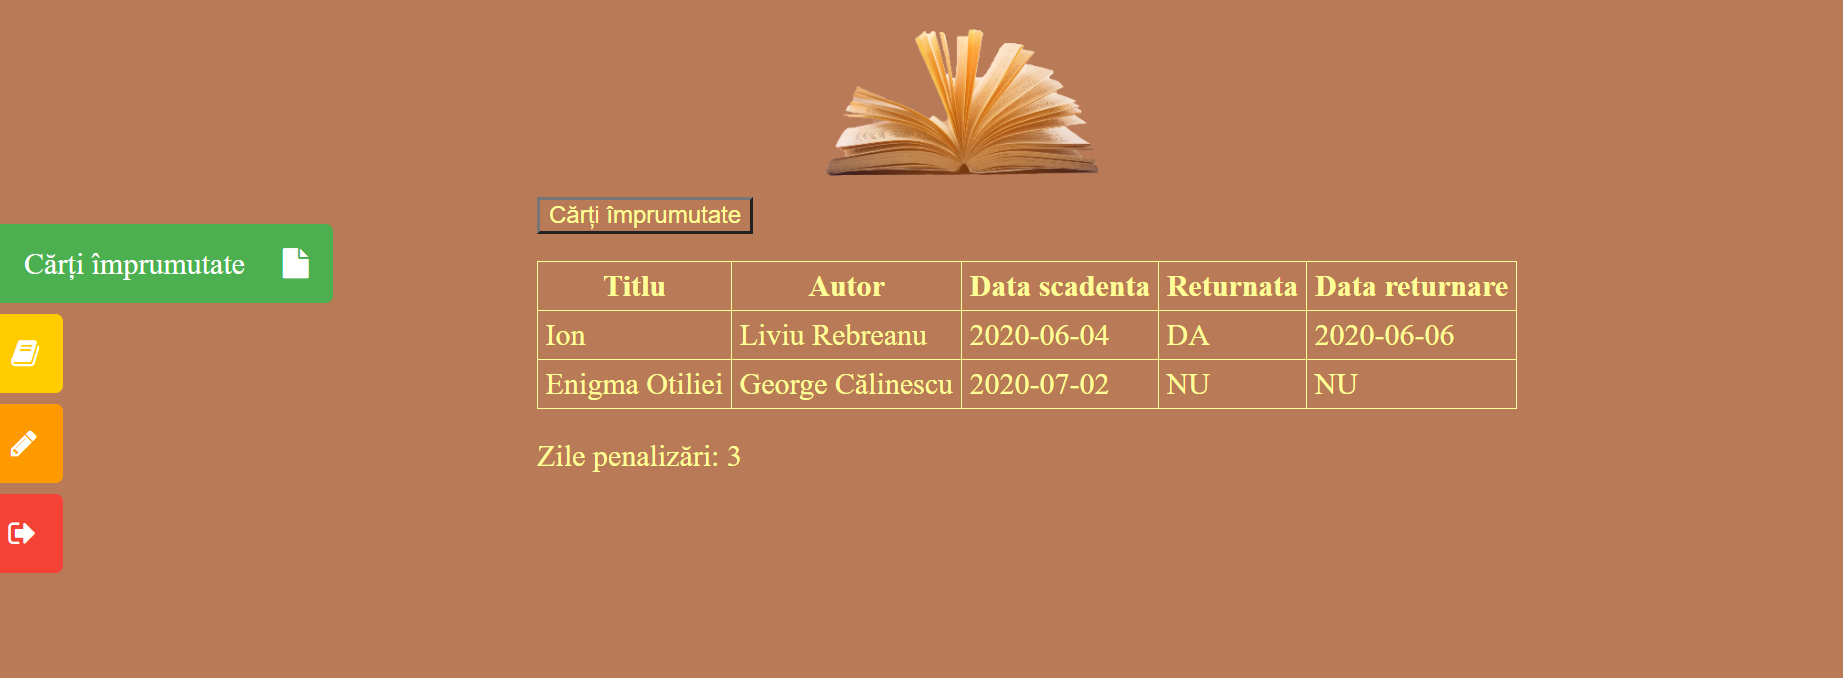 Cărți împrumutate
Cărți împrumutate
Titlu Autor Data scadenta Returnata Data returnare
Ion Liviu Rebreanu 2020-06-04 DA 2020-06-06
Enigma Otiliei George Călinescu 2020-07-02 NU NU
Zile penalizări: 3